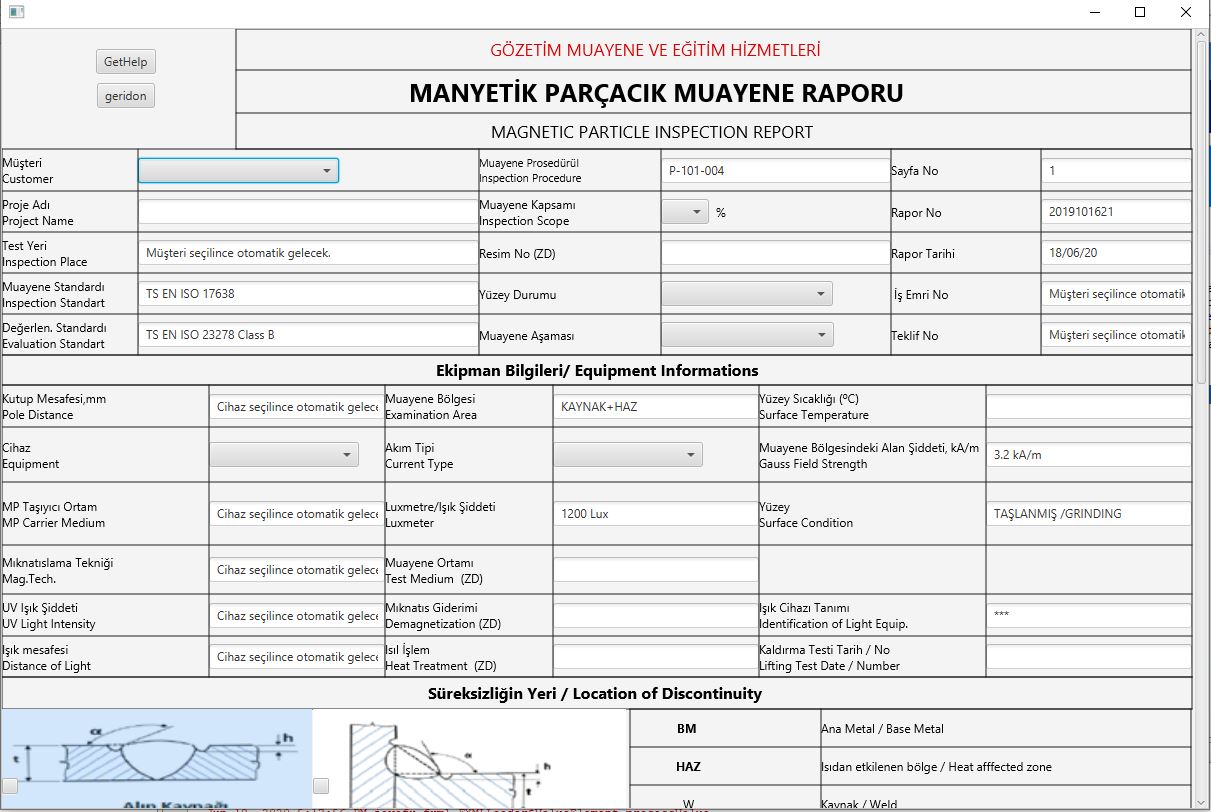 GetHelp
geridon
GÖZETİM MUAYENE VE EĞİTİM HİZMETLERİ
MANYETİK PARÇACIK MUAYENE RAPORU
MAGNETIC PARTICLE INSPECTION REPORT
Müşteri
Customer
Muayene Prosedürül
Inspection Procedure
P-101-004
Sayfa No
1
Proje Adı
Project Name
Muayene Kapsamı
Inspection Scope
%
Rapor No
2019101621
Test Yeri
Inspection Place
Müşteri seçilince otomatik gelecek.
Resim No (ZD)
Rapor Tarihi
18/06/20
Muayene Standardı
Inspection Standart
TS EN ISO 17638
Yüzey Durumu
İş Emri No
Müşteri seçilince otomatik
Değerlen. Standardı
Evaluation Standart
TS EN ISO 23278 Class B
Muayene Aşaması
Teklif No
Müşteri seçilince otomatik
Ekipman Bilgileri/ Equipment Informations
Kutup Mesafesi,mm
Pole Distance
Cihaz seçilince otomatik gelece
Muayene Bölgesi
Examination Area
KAYNAK+HAZ
Yüzey Sıcaklığı (ºC)
Surface Temperature
Cihaz
Equipment
Akım Tipi
Current Type
Muayene Bölgesindeki Alan Şiddeti, kA/m
Gauss Field Strength
3.2 kA/m
MP Taşıyıcı Ortam
MP Carrier Medium
Cihaz seçilince otomatik gelece
Luxmetre/Işık Şiddeti
Luxmeter
1200 Lux
Yüzey
Surface Condition
TAŞLANMIŞ /GRINDING
Mıknatıslama Tekniği
Mag.Tech.
Cihaz seçilince otomatik gelece
Muayene Ortamı
Test Medium (ZD)
UV Işık Şiddeti
UV Light Intensity
Cihaz seçilince otomatik gelece
Mıknatıs Giderimi
Demagnetization (ZD)
Işık Cihazı Tanımı
Identification of Light Equip.
***
Işık mesafesi
Distance of Light
Cihaz seçilince otomatik gelece
Isıl İşlem
Heat Treatment (ZD)
Kaldırma Testi Tarih / No
Lifting Test Date / Number
Süreksizliğin Yeri / Location of Discontinuity
α
h
t
Alın Kaynağı
α
h
t
BM
Ana Metal / Base Metal
HAZ
Isıdan etkilenen bölge / Heat afffected zone
W
Kaynak / Weld